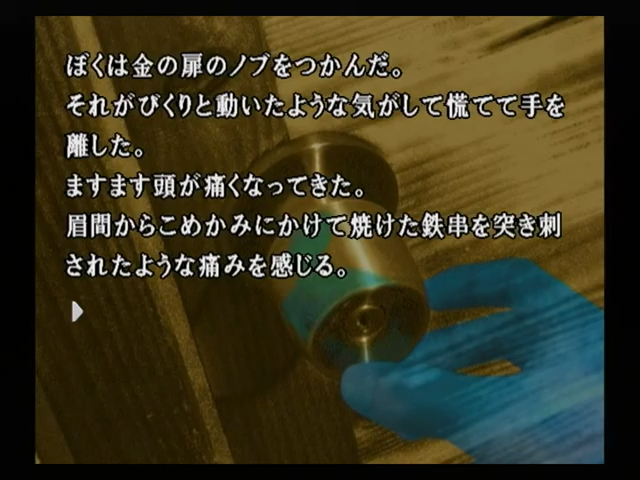 ぼくは金の扉のノブをつかんだ。
それがぴくりと動いたような気がして慌てて手を
離した。
ますます頭が痛くなってきた。
眉間からこめかみにかけて焼けた鉄串を突き刺
されたような痛みを感じる。